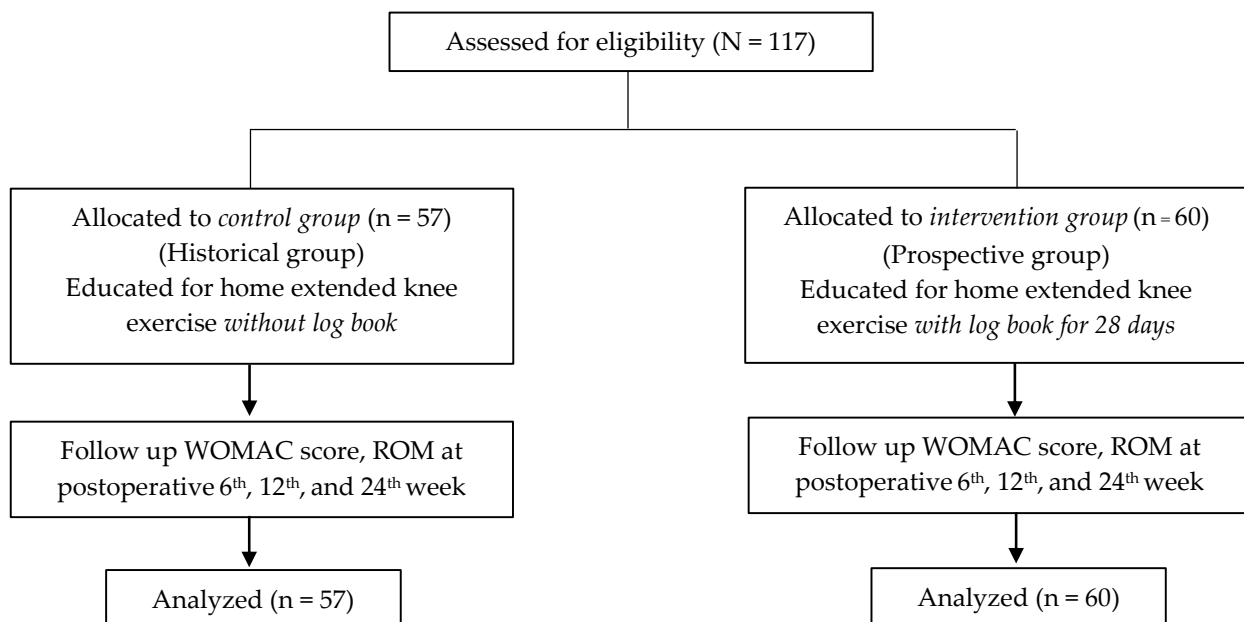 Assessed for eligibility (N = 117)
Allocated to control group (n = 57)
(Historical group)
Educated for home extended knee
exercise without log book
Allocated to intervention group (n = 60)
(Prospective group)
Educated for home extended knee
exercise with log book for 28 days
Follow up WOMAC score, ROM at
postoperative 6th, 12th, and 24th week
Follow up WOMAC score, ROM at
postoperative 6th, 12th, and 24th week
Analyzed (n = 57)
Analyzed (n = 60)